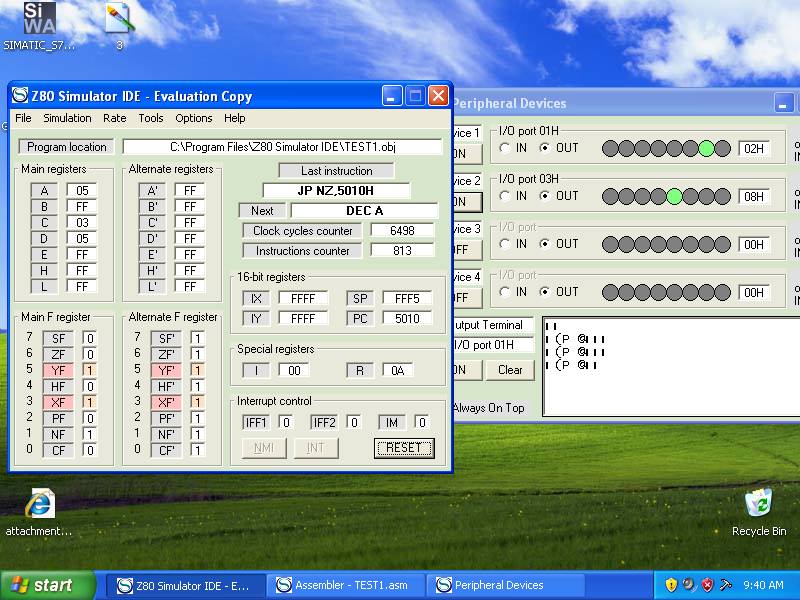 SiWA
SIMATIC_S7...
3
Z80 Simulator IDE - Evaluation Copy
File Simulation Rate Tools Options Help
Program location C:\Program Files\Z80 Simulator IDE\TEST1.obj
Main registers
A 05
B FF
C 03
D 05
E FF
H FF
L FF
Alternate registers
A' FF
B' FF
C' FF
D' FF
E' FF
H' FF
L' FF
Last instruction
JP NZ,5010H
Next DEC A
Clock cycles counter 6498
Instructions counter 813
16-bit registers
IX FFFF SP FFF5
IY FFFF PC 5010
Main F register
7 SF 0
6 ZF 0
5 YF 1
4 HF 0
3 XF 1
2 PF 0
1 NF 1
0 CF 0
Alternate F register
7 SF' 1
6 ZF' 1
5 YF' 1
4 HF' 1
3 XF' 1
2 PF' 1
1 NF' 1
0 CF' 1
Special registers
I 00 R 0A
Interrupt control
IFF1 0 IFF2 0 IM 0
NMI INT RESET
Peripheral Devices
vice 1 I/O port 01H
ON IN OUT 02H
vice 2 I/O port 03H
ON IN OUT 08H
vice 3 I/O port
OFF IN OUT 00H
vice 4 I/O port
OFF IN OUT 00H
utput Terminal
I/O port 01H
ON Clear
Always On Top
(P @
(P @
(P @
attachment...
Recycle Bin
start Z80 Simulator IDE - E... Assembler - TEST1.asm Peripheral Devices 9:40 AM